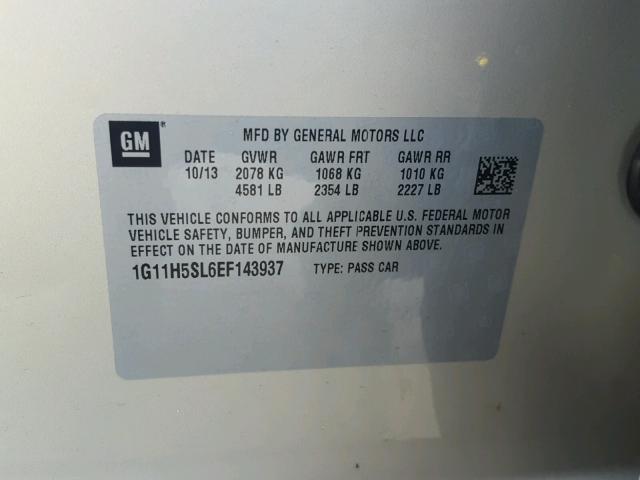 GM ®
MFD BY GENERAL MOTORS LLC
DATE GVWR GAWR FRT GAWR RR
10/13 2078 KG 1068 KG 1010 KG
4581 LB 2354 LB 2227 LB
THIS VEHICLE CONFORMS TO ALL APPLICABLE U.S. FEDERAL MOTOR
VEHICLE SAFETY, BUMPER, AND THEFT PREVENTION STANDARDS IN
EFFECT ON THE DATE OF MANUFACTURE SHOWN ABOVE.
1G11H5SL6EF143937 TYPE: PASS CAR